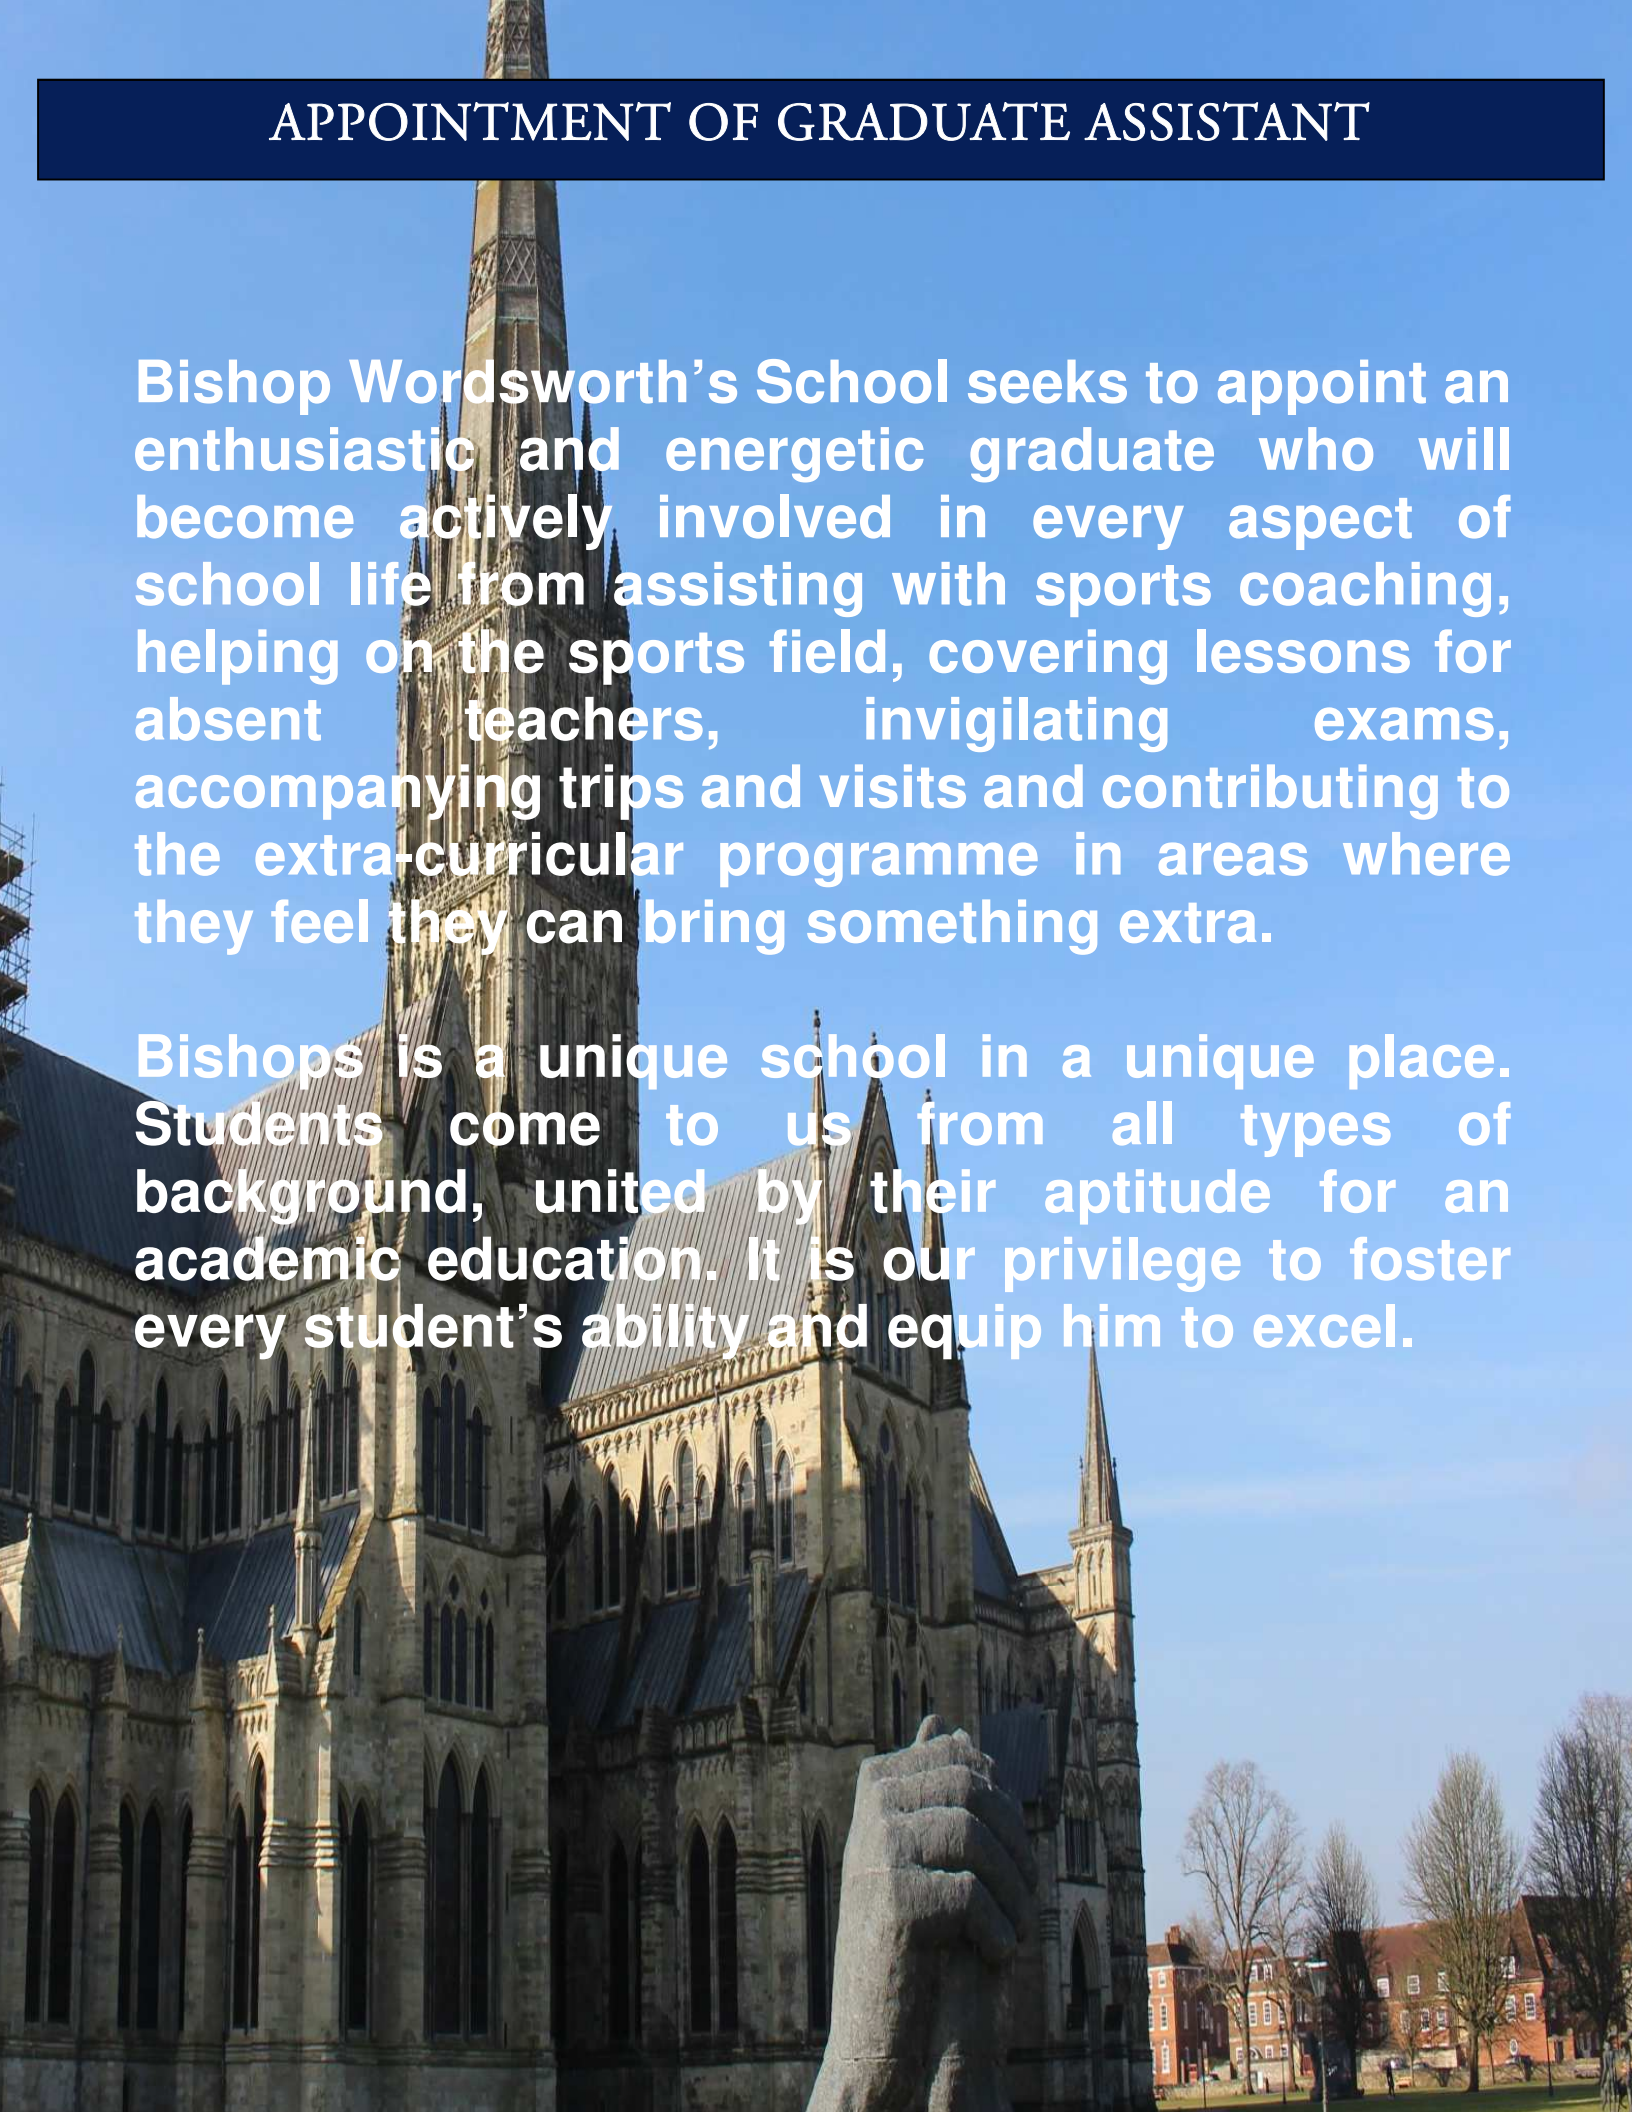 APPOINTMENT OF GRADUATE ASSISTANT
Bishop Wordsworth’s School seeks to appoint an
enthusiastic and energetic graduate who will
become actively involved in every aspect of
school life from assisting with sports coaching,
helping on the sports field, covering lessons for
absent teachers, invigilating exams,
accompanying trips and visits and contributing to
the extra-curricular programme in areas where
they feel they can bring something extra.
Bishops is a unique school in a unique place.
Students come to us from all types of
background, united by their aptitude for an
academic education. It is our privilege to foster
every student’s ability and equip him to excel.